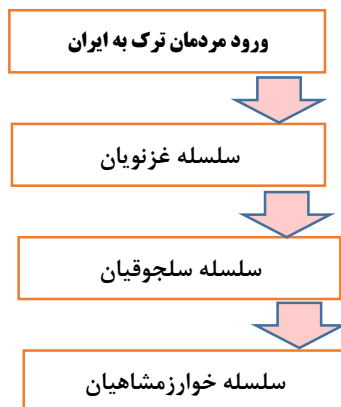 ورود مردمان ترک به ایران
سلسله غزنویان
سلسله سلجوقیان
سلسله خوارزمشاهیان